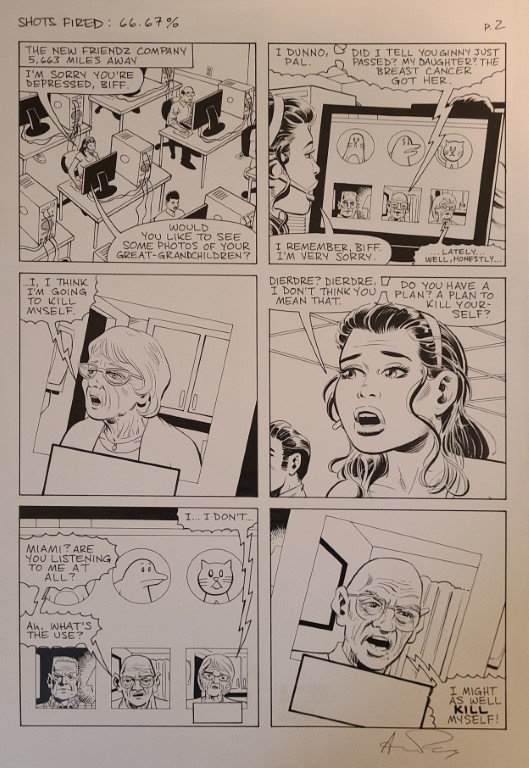 SHOTS FIRED: 66.67%
P.2
THE NEW FRIENDZ COMPANY
5,663 MILES AWAY
I'M SORRY YOU'RE
DEPRESSED, BIFF.
WOULD
YOU LIKE TO SEE
SOME PHOTOS OF YOUR
GREAT-GRANDCHILDREN?
I DUNNO,
PAL.
DID I TELL YOU GINNY JUST
PASSED? MY DAUGHTER? THE
BREAST CANCER
GOT HER.
I REMEMBER, BIFF.
I'M VERY SORRY.
...LATELY...
WELL, HONESTLY...
...I, I THINK
I'M GOING
TO KILL
MYSELF.
DIERDRE? DIERDRE,
I DON'T THINK YOU
MEAN THAT.
DO YOU HAVE A
PLAN? A PLAN TO
KILL YOUR-
SELF?
I... I DON'T...
MIAMI? ARE
YOU LISTENING
TO ME AT
ALL?
Ah, WHAT'S
THE USE?
I MIGHT
AS WELL
KILL
MYSELF!